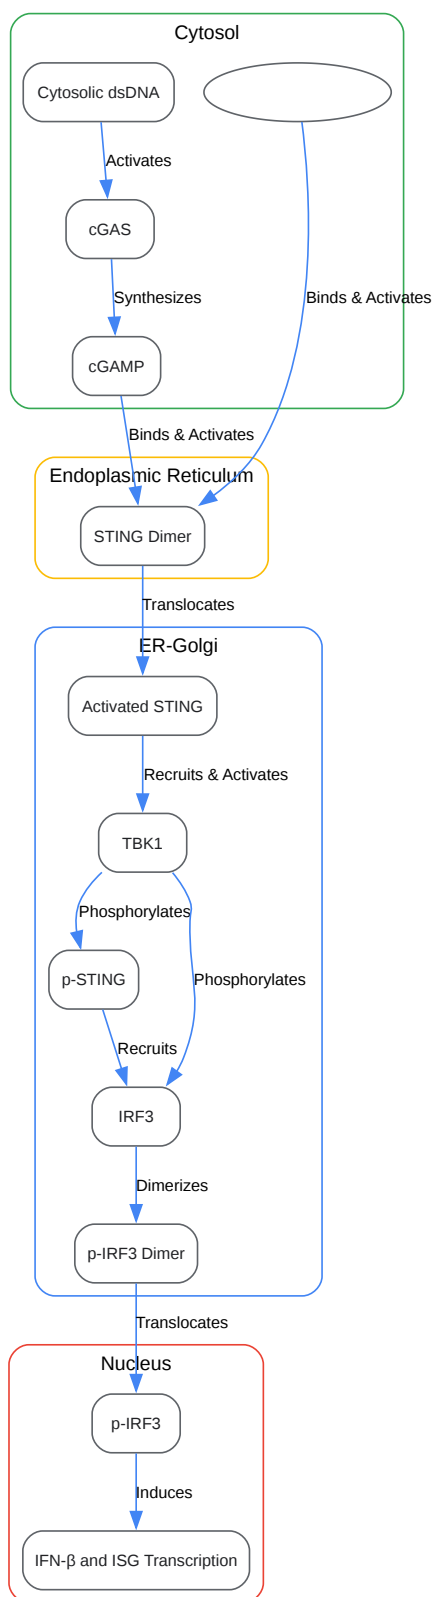 Cytosol
Cytosolic dsDNA
Activates
cGAS
Synthesizes
Binds & Activates
cGAMP
Binds & Activates
Endoplasmic Reticulum
STING Dimer
Translocates
ER-Golgi
Activated STING
Recruits & Activates
TBK1
Phosphorylates
p-STING
Phosphorylates
Recruits
IRF3
Dimerizes
p-IRF3 Dimer
Translocates
Nucleus
p-IRF3
Induces
IFN-β and ISG Transcription